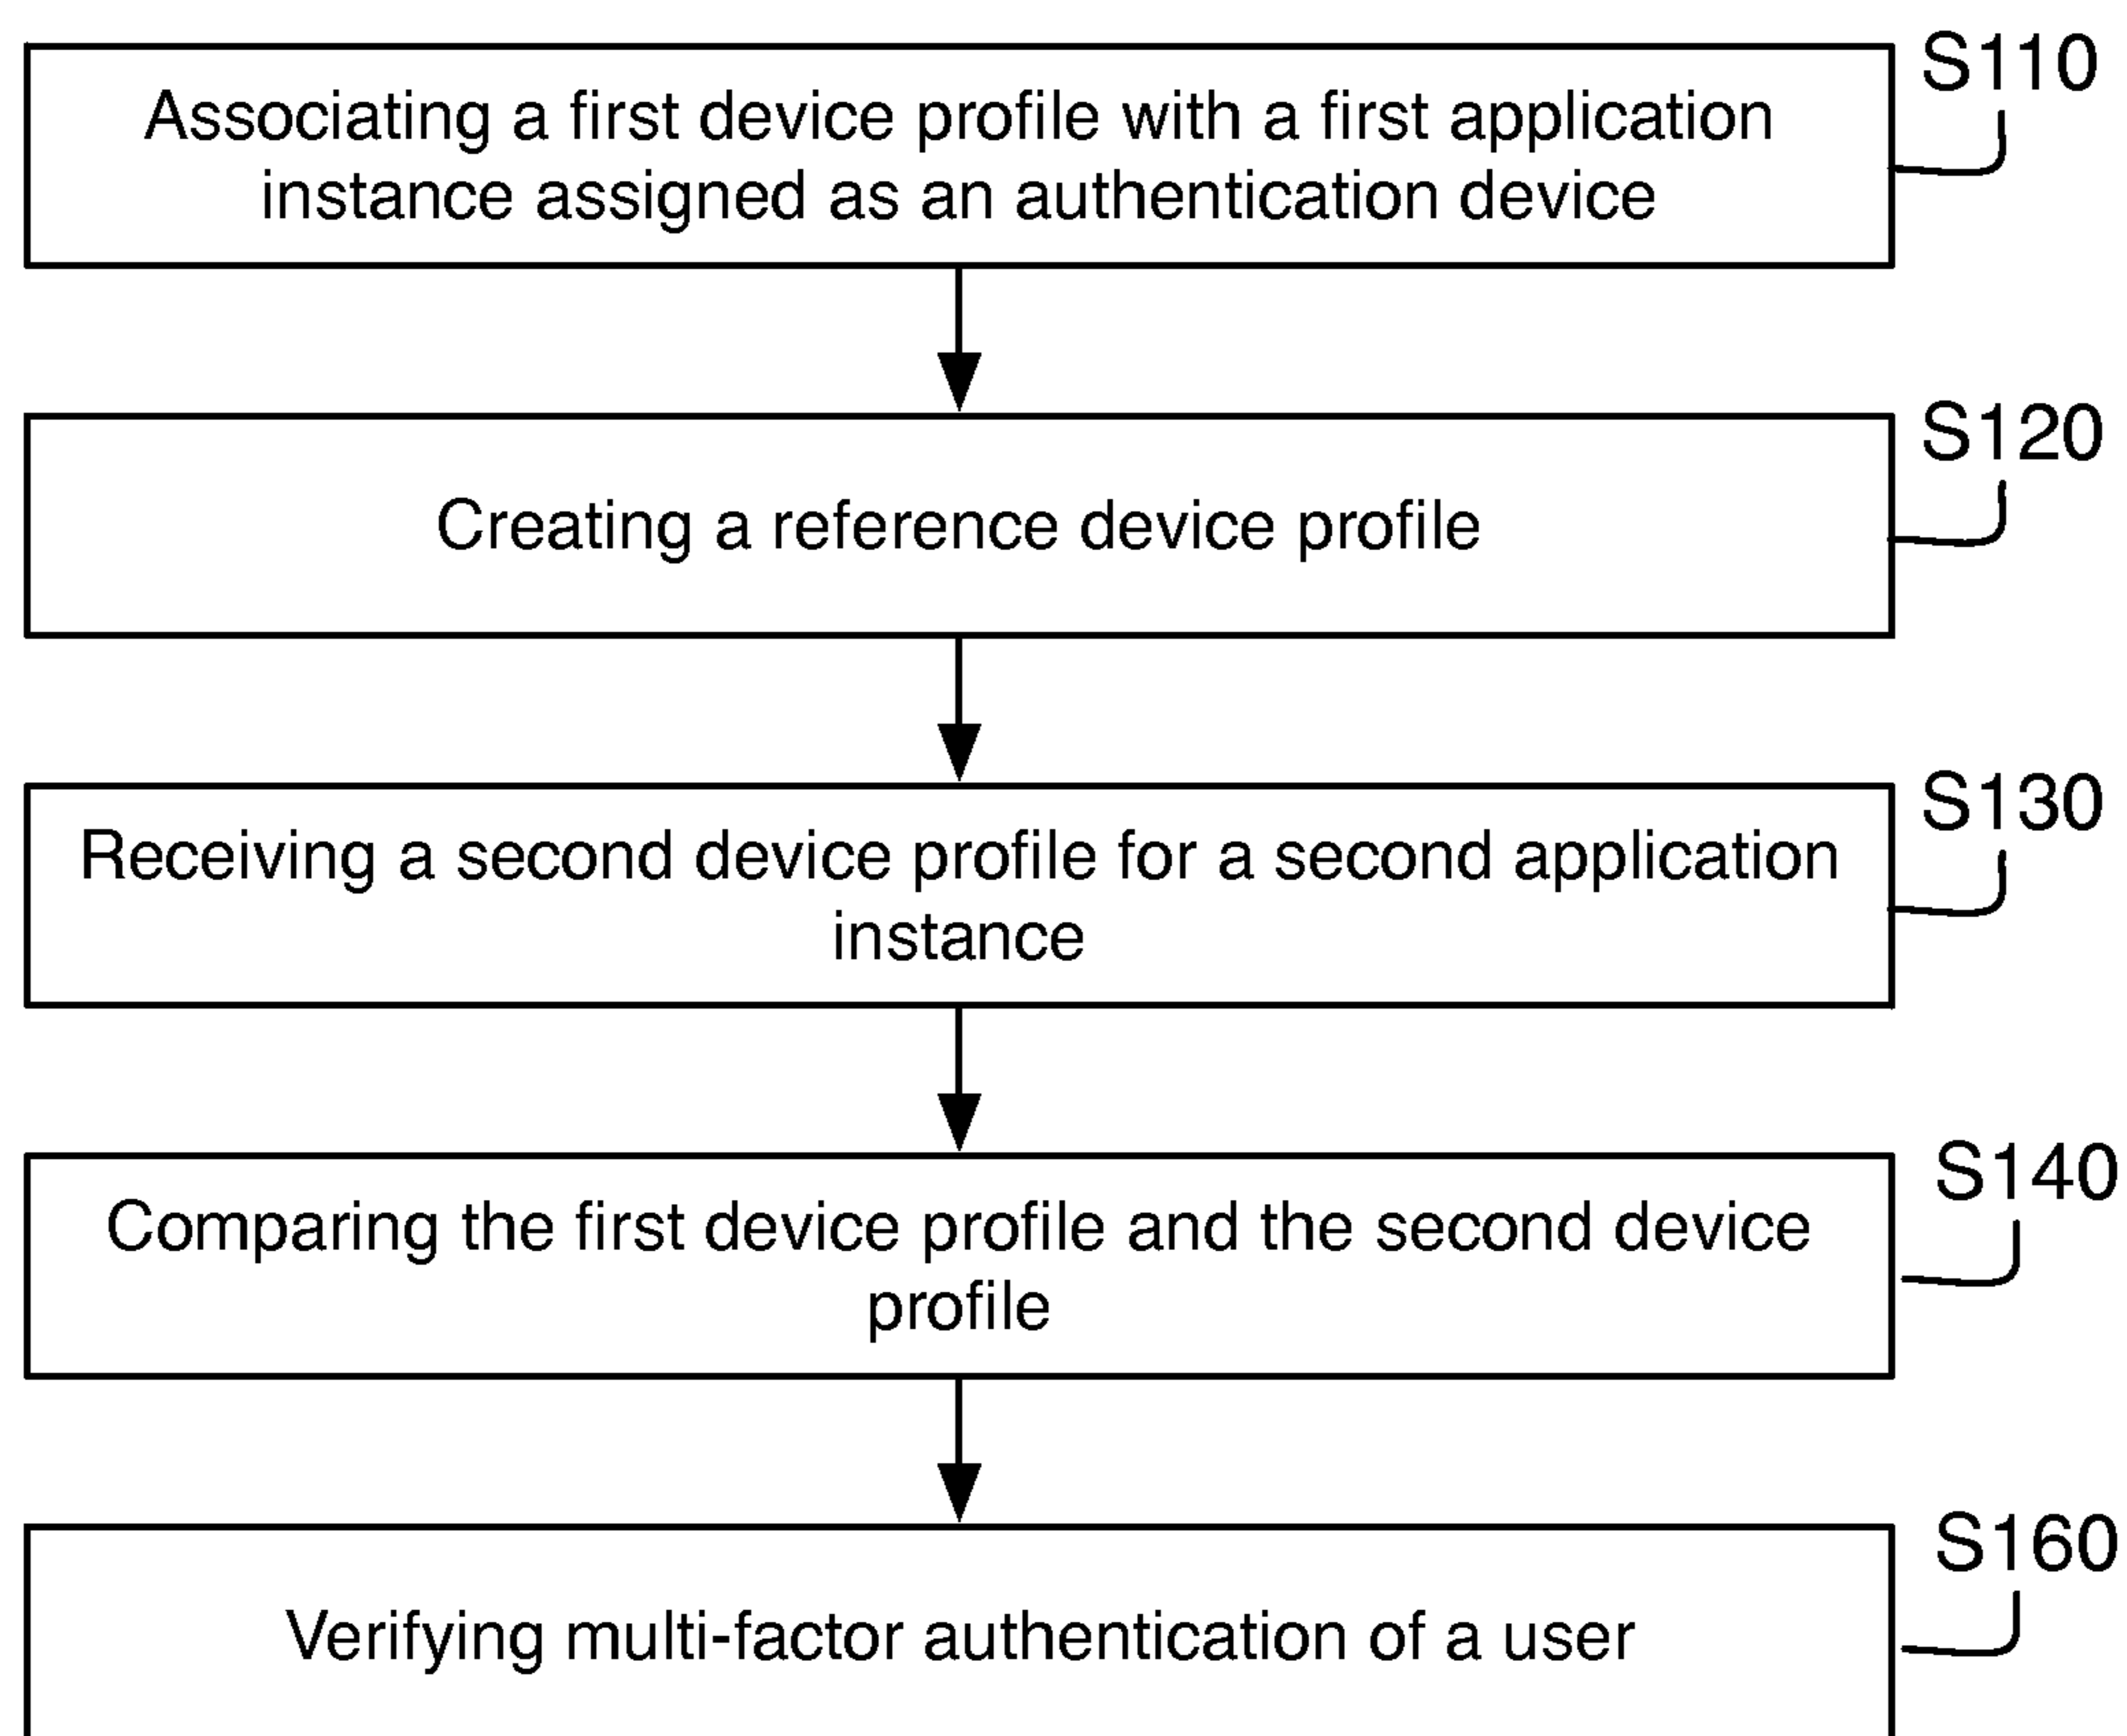 S110
Associating a first device profile with a first application
instance assigned as an authentication device
S120
Creating a reference device profile
S130
Receiving a second device profile for a second application
instance
S140
Comparing the first device profile and the second device
profile
S160
Verifying multi-factor authentication of a user